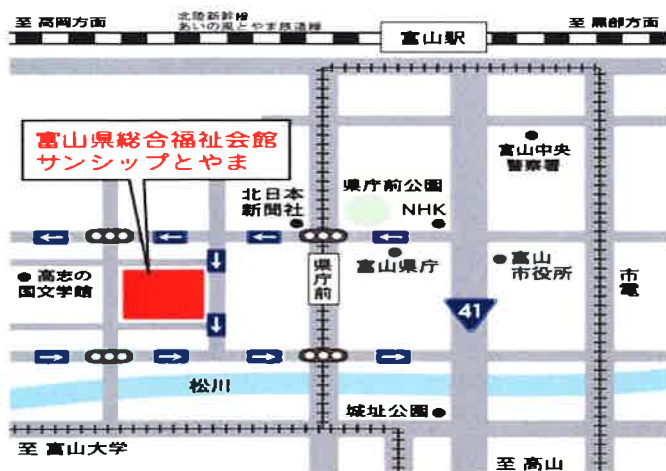 至 高岡方面
北陸新幹線
あいの風とやま鉄道線
至 黒部方面
富山駅
富山県総合福祉会館
サンシップとやま
富山中央
警察署
県庁前公園
北日本
新聞社
NHK
富山県庁
富山
市役所
高志の
国文学館
県庁前
市電
41
松川
城址公園
至 富山大学
至 高山